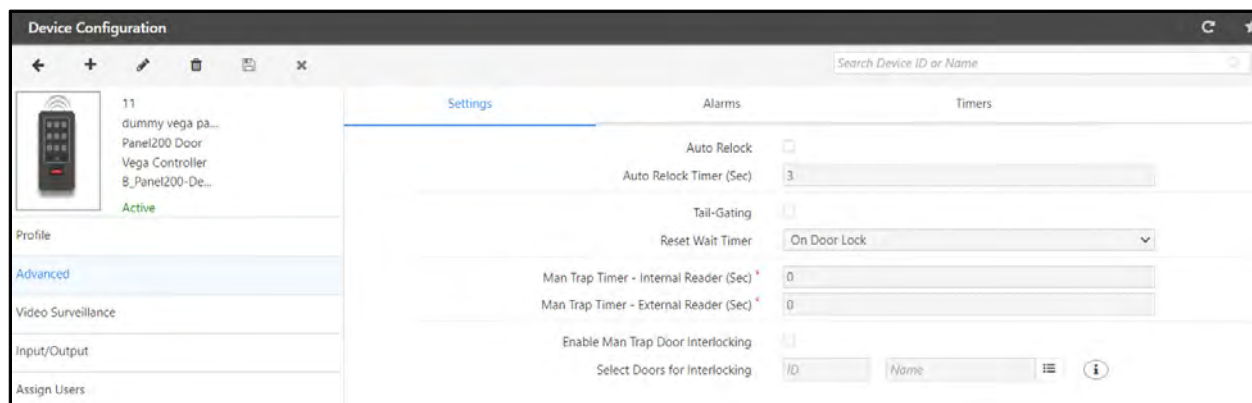 Device Configuration
Search Device ID or Name
11
dummy vega pa...
Panel200 Door
Vega Controller
B_Panel200-De...
Active
Profile
Advanced
Video Surveillance
Input/Output
Assign Users
Settings Alarms Timers
Auto Relock
Auto Relock Timer (Sec) 3
Tail-Gating
Reset Wait Timer On Door Lock
Man Trap Timer - Internal Reader (Sec) * 0
Man Trap Timer - External Reader (Sec) * 0
Enable Man Trap Door Interlocking
Select Doors for Interlocking ID Name i